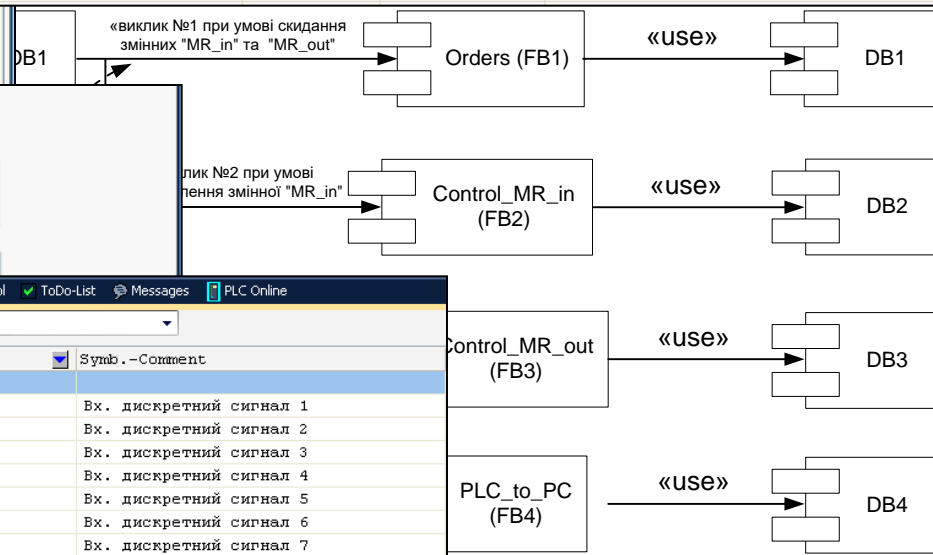 «виклик №1 при умові скидання
змінних "MR_in" та "MR_out"
DB1
Orders (FB1)
«use»
DB1
лик №2 при умові
лення змінної "MR_in"
Control_MR_in
(FB2)
«use»
DB2
ol ToDo-List Messages PLC Online
Symb.-Comment
Вх. дискретний сигнал 1
Вх. дискретний сигнал 2
Вх. дискретний сигнал 3
Вх. дискретний сигнал 4
Вх. дискретний сигнал 5
Вх. дискретний сигнал 6
Вх. дискретний сигнал 7
Control_MR_out
(FB3)
«use»
DB3
PLC_to_PC
(FB4)
«use»
DB4